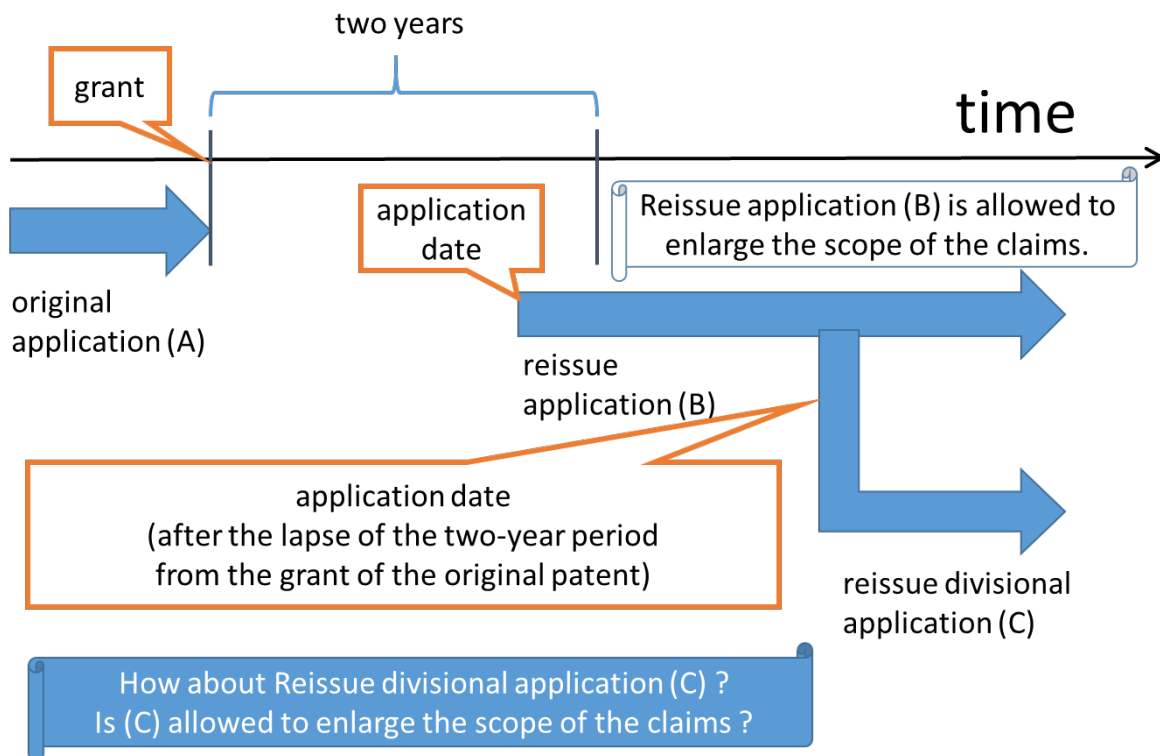 two years
grant
time
application
date
Reissue application (B) is allowed to
enlarge the scope of the claims.
original
application (A)
reissue
application (B)
application date
(after the lapse of the two-year period
from the grant of the original patent)
reissue divisional
application (C)
How about Reissue divisional application (C) ?
Is (C) allowed to enlarge the scope of the claims ?